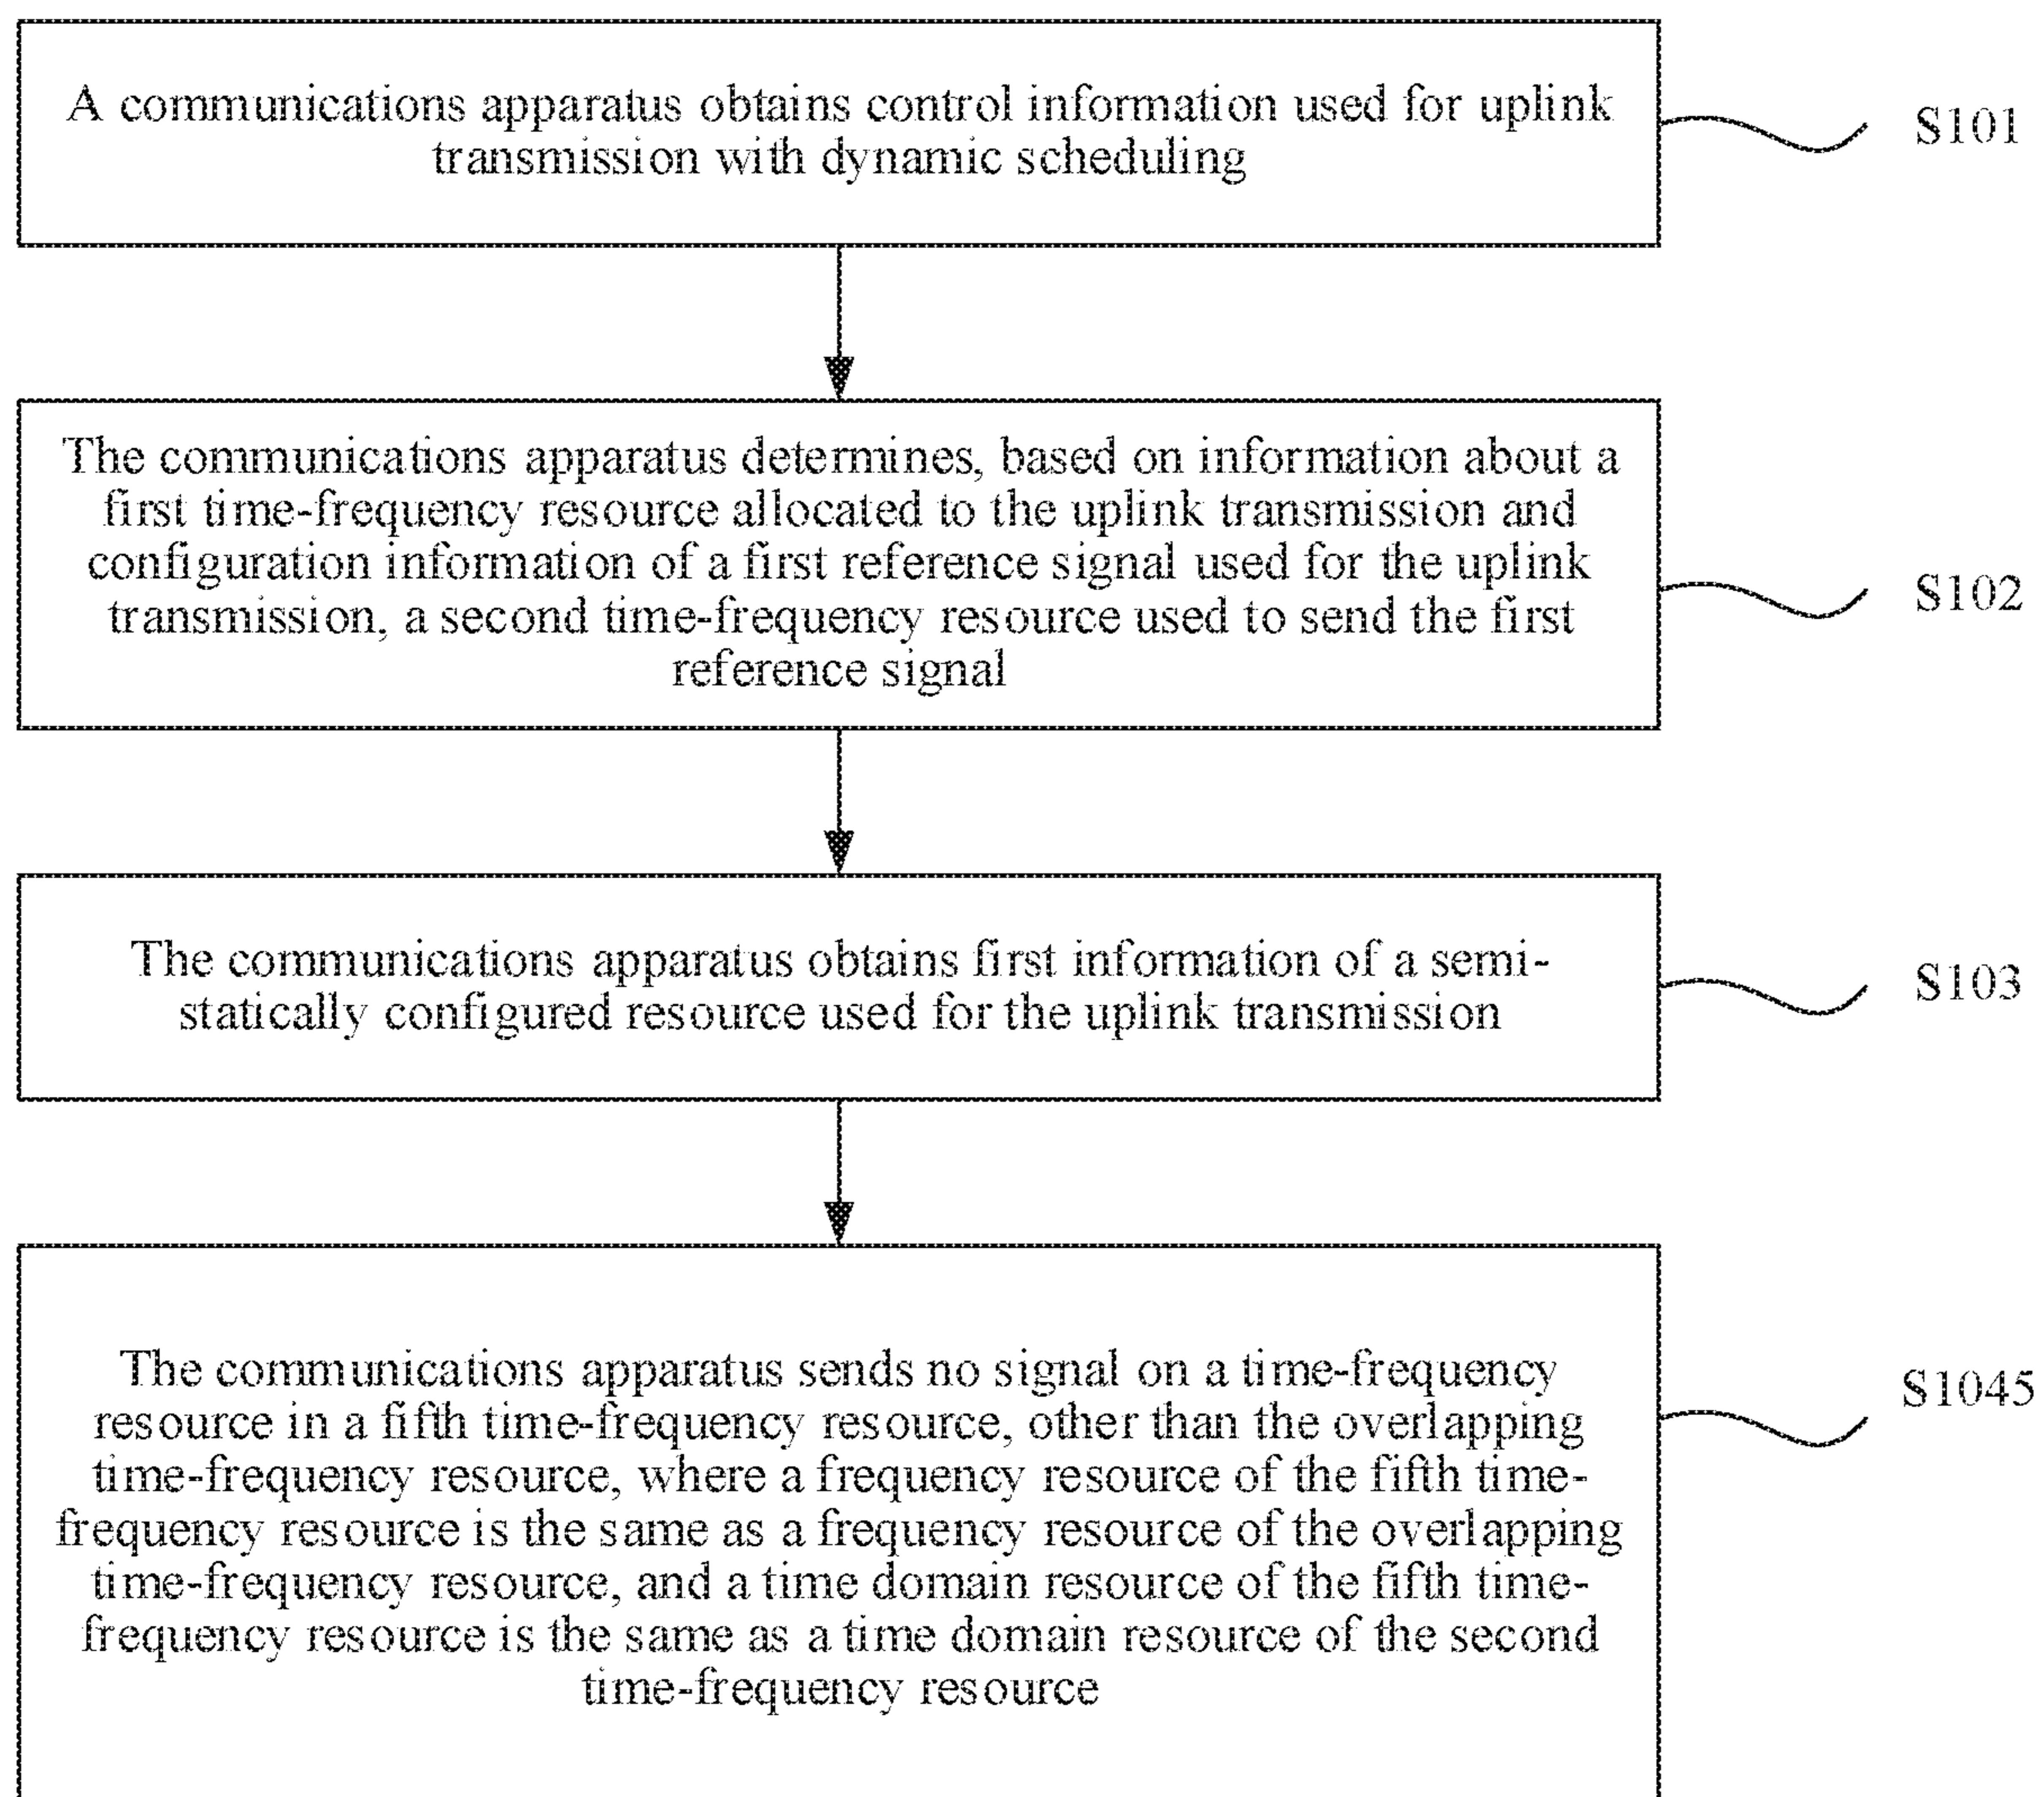 A communications apparatus obtains control information used for uplink
transmission with dynamic scheduling
S101
The communications apparatus determines, based on information about a
first time-frequency resource allocated to the uplink transmission and
configuration information of a first reference signal used for the uplink
transmission, a second time-frequency resource used to send the first
reference signal
S102
The communications apparatus obtains first information of a semi-
statically configured resource used for the uplink transmission
S103
The communications apparatus sends no signal on a time-frequency
resource in a fifth time-frequency resource, other than the overlapping
time-frequency resource, where a frequency resource of the fifth time-
frequency resource is the same as a frequency resource of the overlapping
time-frequency resource, and a time domain resource of the fifth time-
frequency resource is the same as a time domain resource of the second
time-frequency resource
S1045